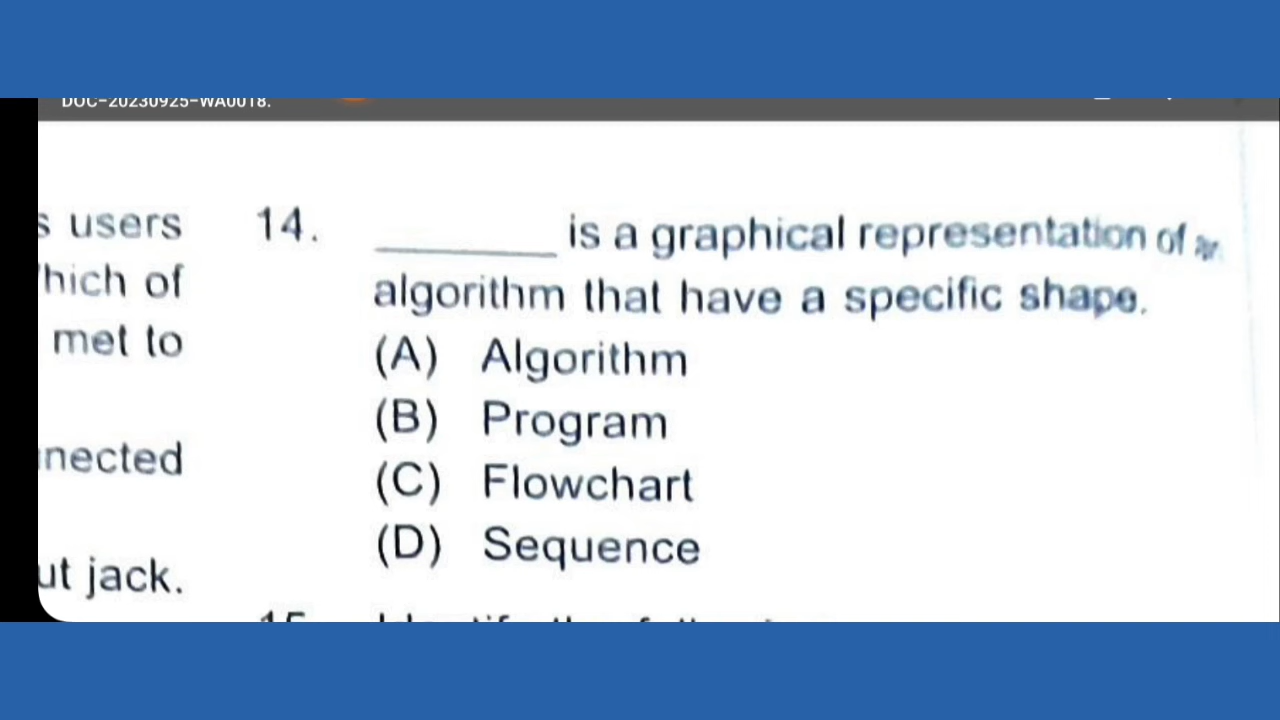 DOC-20230925-WA0018.
s users
hich of
met to
nected
ut jack.
14. ________ is a graphical representation of
algorithm that have a specific shape.
(A) Algorithm
(B) Program
(C) Flowchart
(D) Sequence